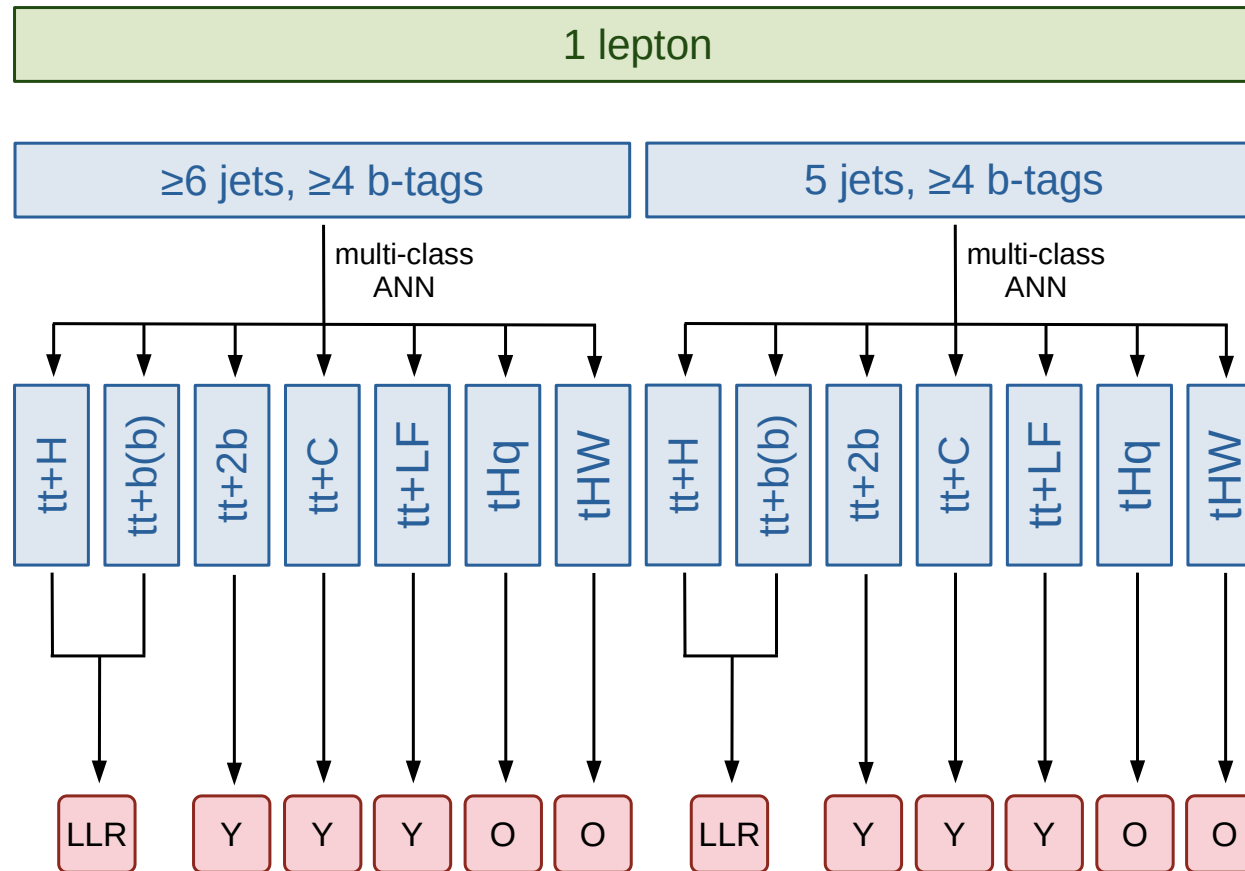 1 lepton
≥6 jets, ≥4 b-tags
5 jets, ≥4 b-tags
multi-class
ANN
multi-class
ANN
tt+H
tt+b(b)
tt+2b
tt+C
tt+LF
tHq
tHW
tt+H
tt+b(b)
tt+2b
tt+C
tt+LF
tHq
tHW
LLR
Y
Y
Y
O
O
LLR
Y
Y
Y
O
O